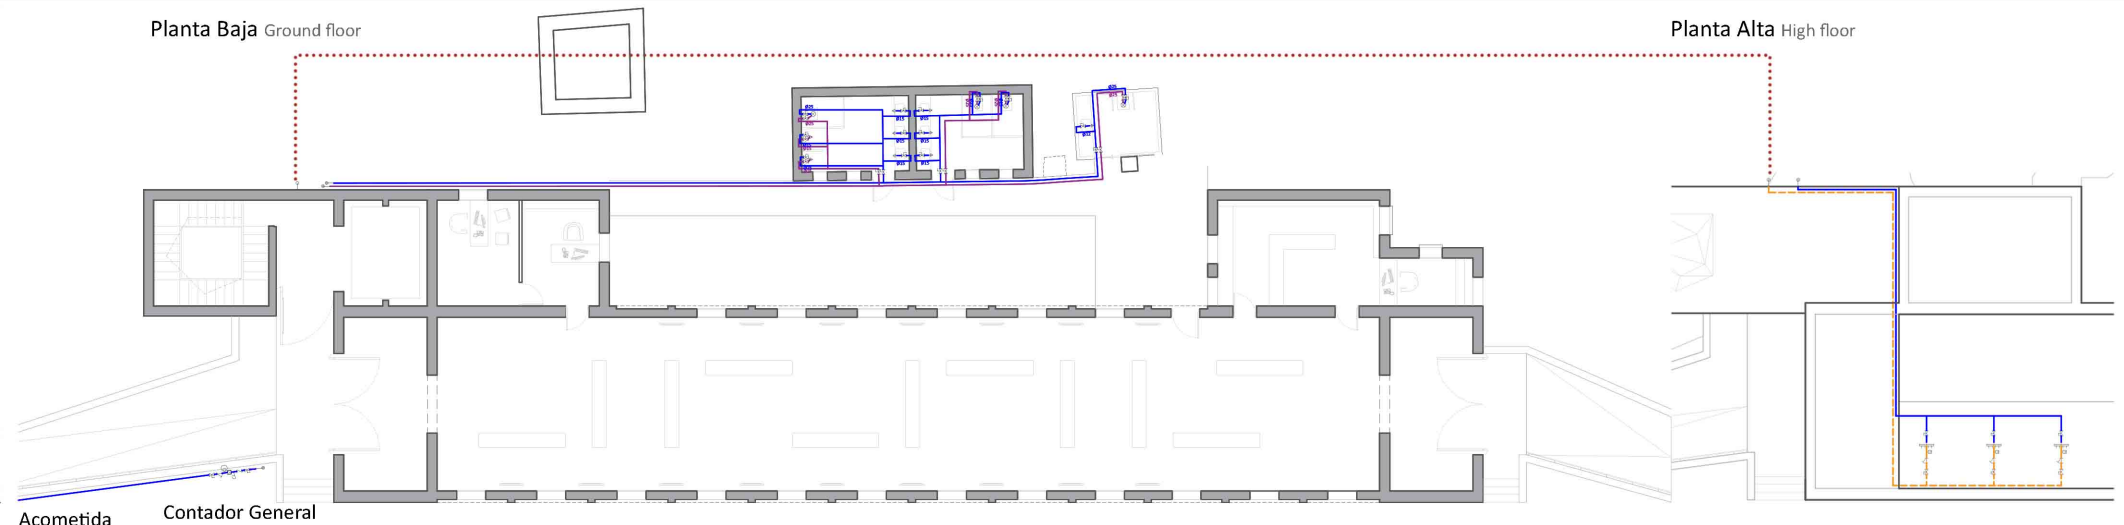 Planta Baja Ground floor
Planta Alta High floor
Acometida
Contador General